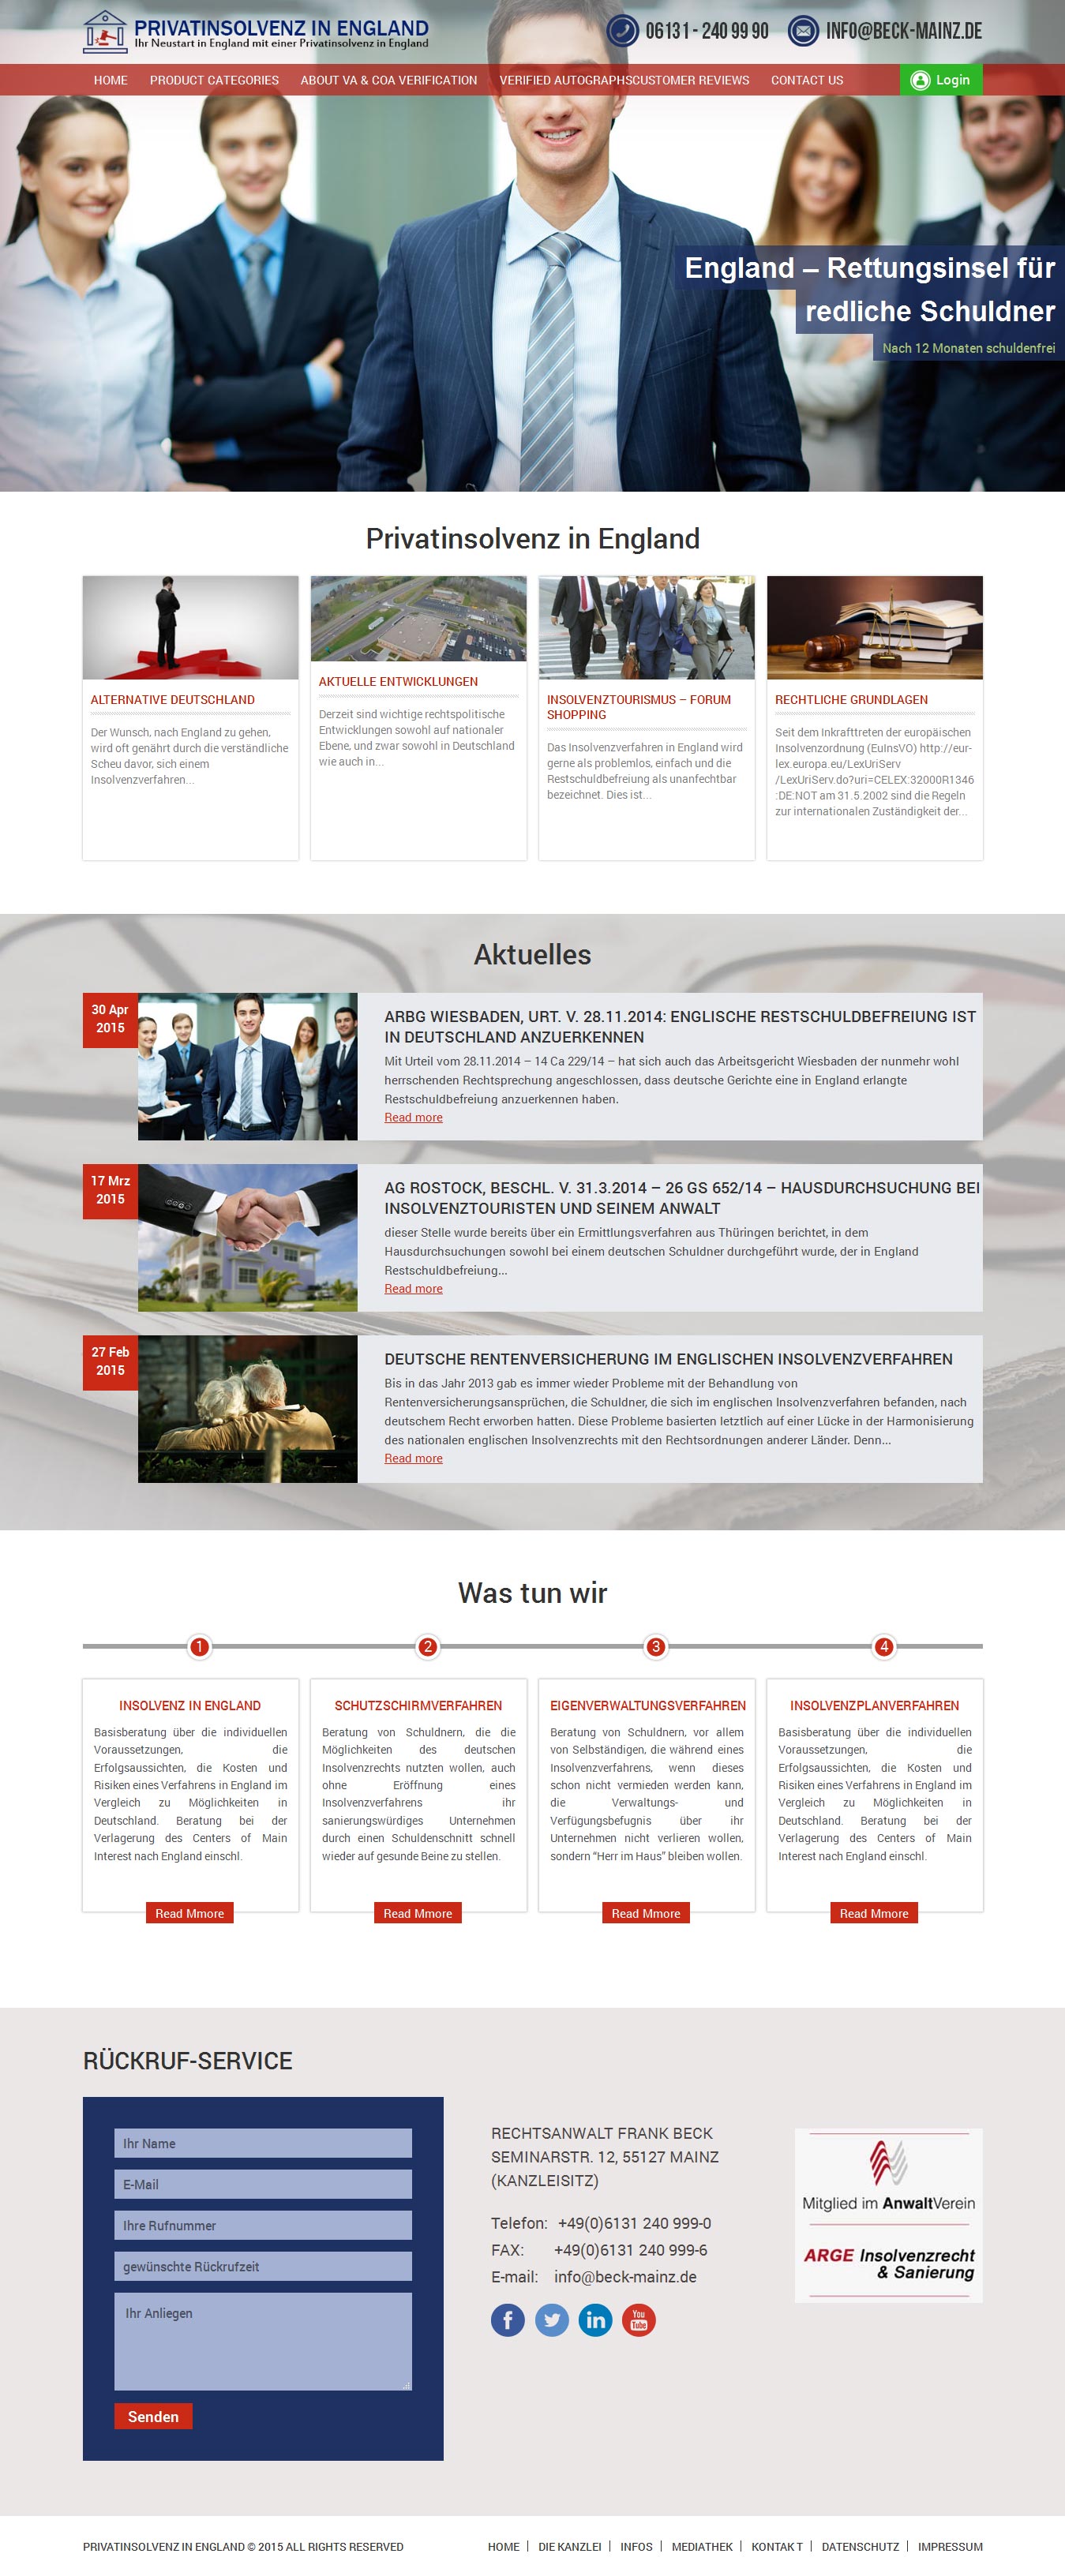 PRIVATINSOLVENZ IN ENGLAND
Ihr Neustart in England mit einer Privatinsolvenz in England
06131 - 240 99 90
INFO@BECK-MAINZ.DE
HOME
PRODUCT CATEGORIES
ABOUT VA & COA VERIFICATION
VERIFIED AUTOGRAPHSCUSTOMER REVIEWS
CONTACT US
Login
England – Rettungsinsel für
redliche Schuldner
Nach 12 Monaten schuldenfrei
Privatinsolvenz in England
ALTERNATIVE DEUTSCHLAND
Der Wunsch, nach England zu gehen,
wird oft genährt durch die verständliche
Scheu davor, sich einem
Insolvenzverfahren...
AKTUELLE ENTWICKLUNGEN
Derzeit sind wichtige rechtspolitische
Entwicklungen sowohl auf nationaler
Ebene, und zwar sowohl in Deutschland
wie auch in...
INSOLVENZTOURISMUS – FORUM
SHOPPING
Das Insolvenzverfahren in England wird
gerne als problemlos, einfach und die
Restschuldbefreiung als unanfechtbar
bezeichnet. Dies ist...
RECHTLICHE GRUNDLAGEN
Seit dem Inkrafttreten der europäischen
Insolvenzordnung (EuInsVO) http://eur-
lex.europa.eu/LexUriServ
/LexUriServ.do?uri=CELEX:32000R1346
:DE:NOT am 31.5.2002 sind die Regeln
zur internationalen Zuständigkeit der...
Aktuelles
30 Apr
2015
ARBG WIESBADEN, URT. V. 28.11.2014: ENGLISCHE RESTSCHULDBEFREIUNG IST
IN DEUTSCHLAND ANZUERKENNEN
Mit Urteil vom 28.11.2014 – 14 Ca 229/14 – hat sich auch das Arbeitsgericht Wiesbaden der nunmehr wohl
herrschenden Rechtsprechung angeschlossen, dass deutsche Gerichte eine in England erlangte
Restschuldbefreiung anzuerkennen haben.
Read more
17 Mrz
2015
AG ROSTOCK, BESCHL. V. 31.3.2014 – 26 GS 652/14 – HAUSDURCHSUCHUNG BEI
INSOLVENZTOURISTEN UND SEINEM ANWALT
dieser Stelle wurde bereits über ein Ermittlungsverfahren aus Thüringen berichtet, in dem
Hausdurchsuchungen sowohl bei einem deutschen Schuldner durchgeführt wurde, der in England
Restschuldbefreiung...
Read more
27 Feb
2015
DEUTSCHE RENTENVERSICHERUNG IM ENGLISCHEN INSOLVENZVERFAHREN
Bis in das Jahr 2013 gab es immer wieder Probleme mit der Behandlung von
Rentenversicherungsansprüchen, die Schuldner, die sich im englischen Insolvenzverfahren befanden, nach
deutschem Recht erworben hatten. Diese Probleme basierten letztlich auf einer Lücke in der Harmonisierung
des nationalen englischen Insolvenzrechts mit den Rechtsordnungen anderer Länder. Denn...
Read more
Was tun wir
1
2
3
4
INSOLVENZ IN ENGLAND
Basisberatung über die individuellen
Voraussetzungen, die
Erfolgsaussichten, die Kosten und
Risiken eines Verfahrens in England im
Vergleich zu Möglichkeiten in
Deutschland. Beratung bei der
Verlagerung des Centers of Main
Interest nach England einschl.
Read Mmore
SCHUTZSCHIRMVERFAHREN
Beratung von Schuldnern, die die
Möglichkeiten des deutschen
Insolvenzrechts nutzten wollen, auch
ohne Eröffnung eines
Insolvenzverfahrens ihr
sanierungswürdiges Unternehmen
durch einen Schuldenschnitt schnell
wieder auf gesunde Beine zu stellen.
Read Mmore
EIGENVERWALTUNGSVERFAHREN
Beratung von Schuldnern, vor allem
von Selbständigen, die während eines
Insolvenzverfahrens, wenn dieses
schon nicht vermieden werden kann,
die Verwaltungs- und
Verfügungsbefugnis über ihr
Unternehmen nicht verlieren wollen,
sondern “Herr im Haus” bleiben wollen.
Read Mmore
INSOLVENZPLANVERFAHREN
Basisberatung über die individuellen
Voraussetzungen, die
Erfolgsaussichten, die Kosten und
Risiken eines Verfahrens in England im
Vergleich zu Möglichkeiten in
Deutschland. Beratung bei der
Verlagerung des Centers of Main
Interest nach England einschl.
Read Mmore
RÜCKRUF-SERVICE
Ihr Name
E-Mail
Ihre Rufnummer
gewünschte Rückrufzeit
Ihr Anliegen
Senden
RECHTSANWALT FRANK BECK
SEMINARSTR. 12, 55127 MAINZ
(KANZLEISITZ)
Telefon: +49(0)6131 240 999-0
FAX: +49(0)6131 240 999-6
E-mail: info@beck-mainz.de
f
in
You
Tube
Mitglied im AnwaltVerein
ARGE Insolvenzrecht
& Sanierung
PRIVATINSOLVENZ IN ENGLAND © 2015 ALL RIGHTS RESERVED
HOME | DIE KANZLEI | INFOS | MEDIATHEK | KONTAK T | DATENSCHUTZ | IMPRESSUM